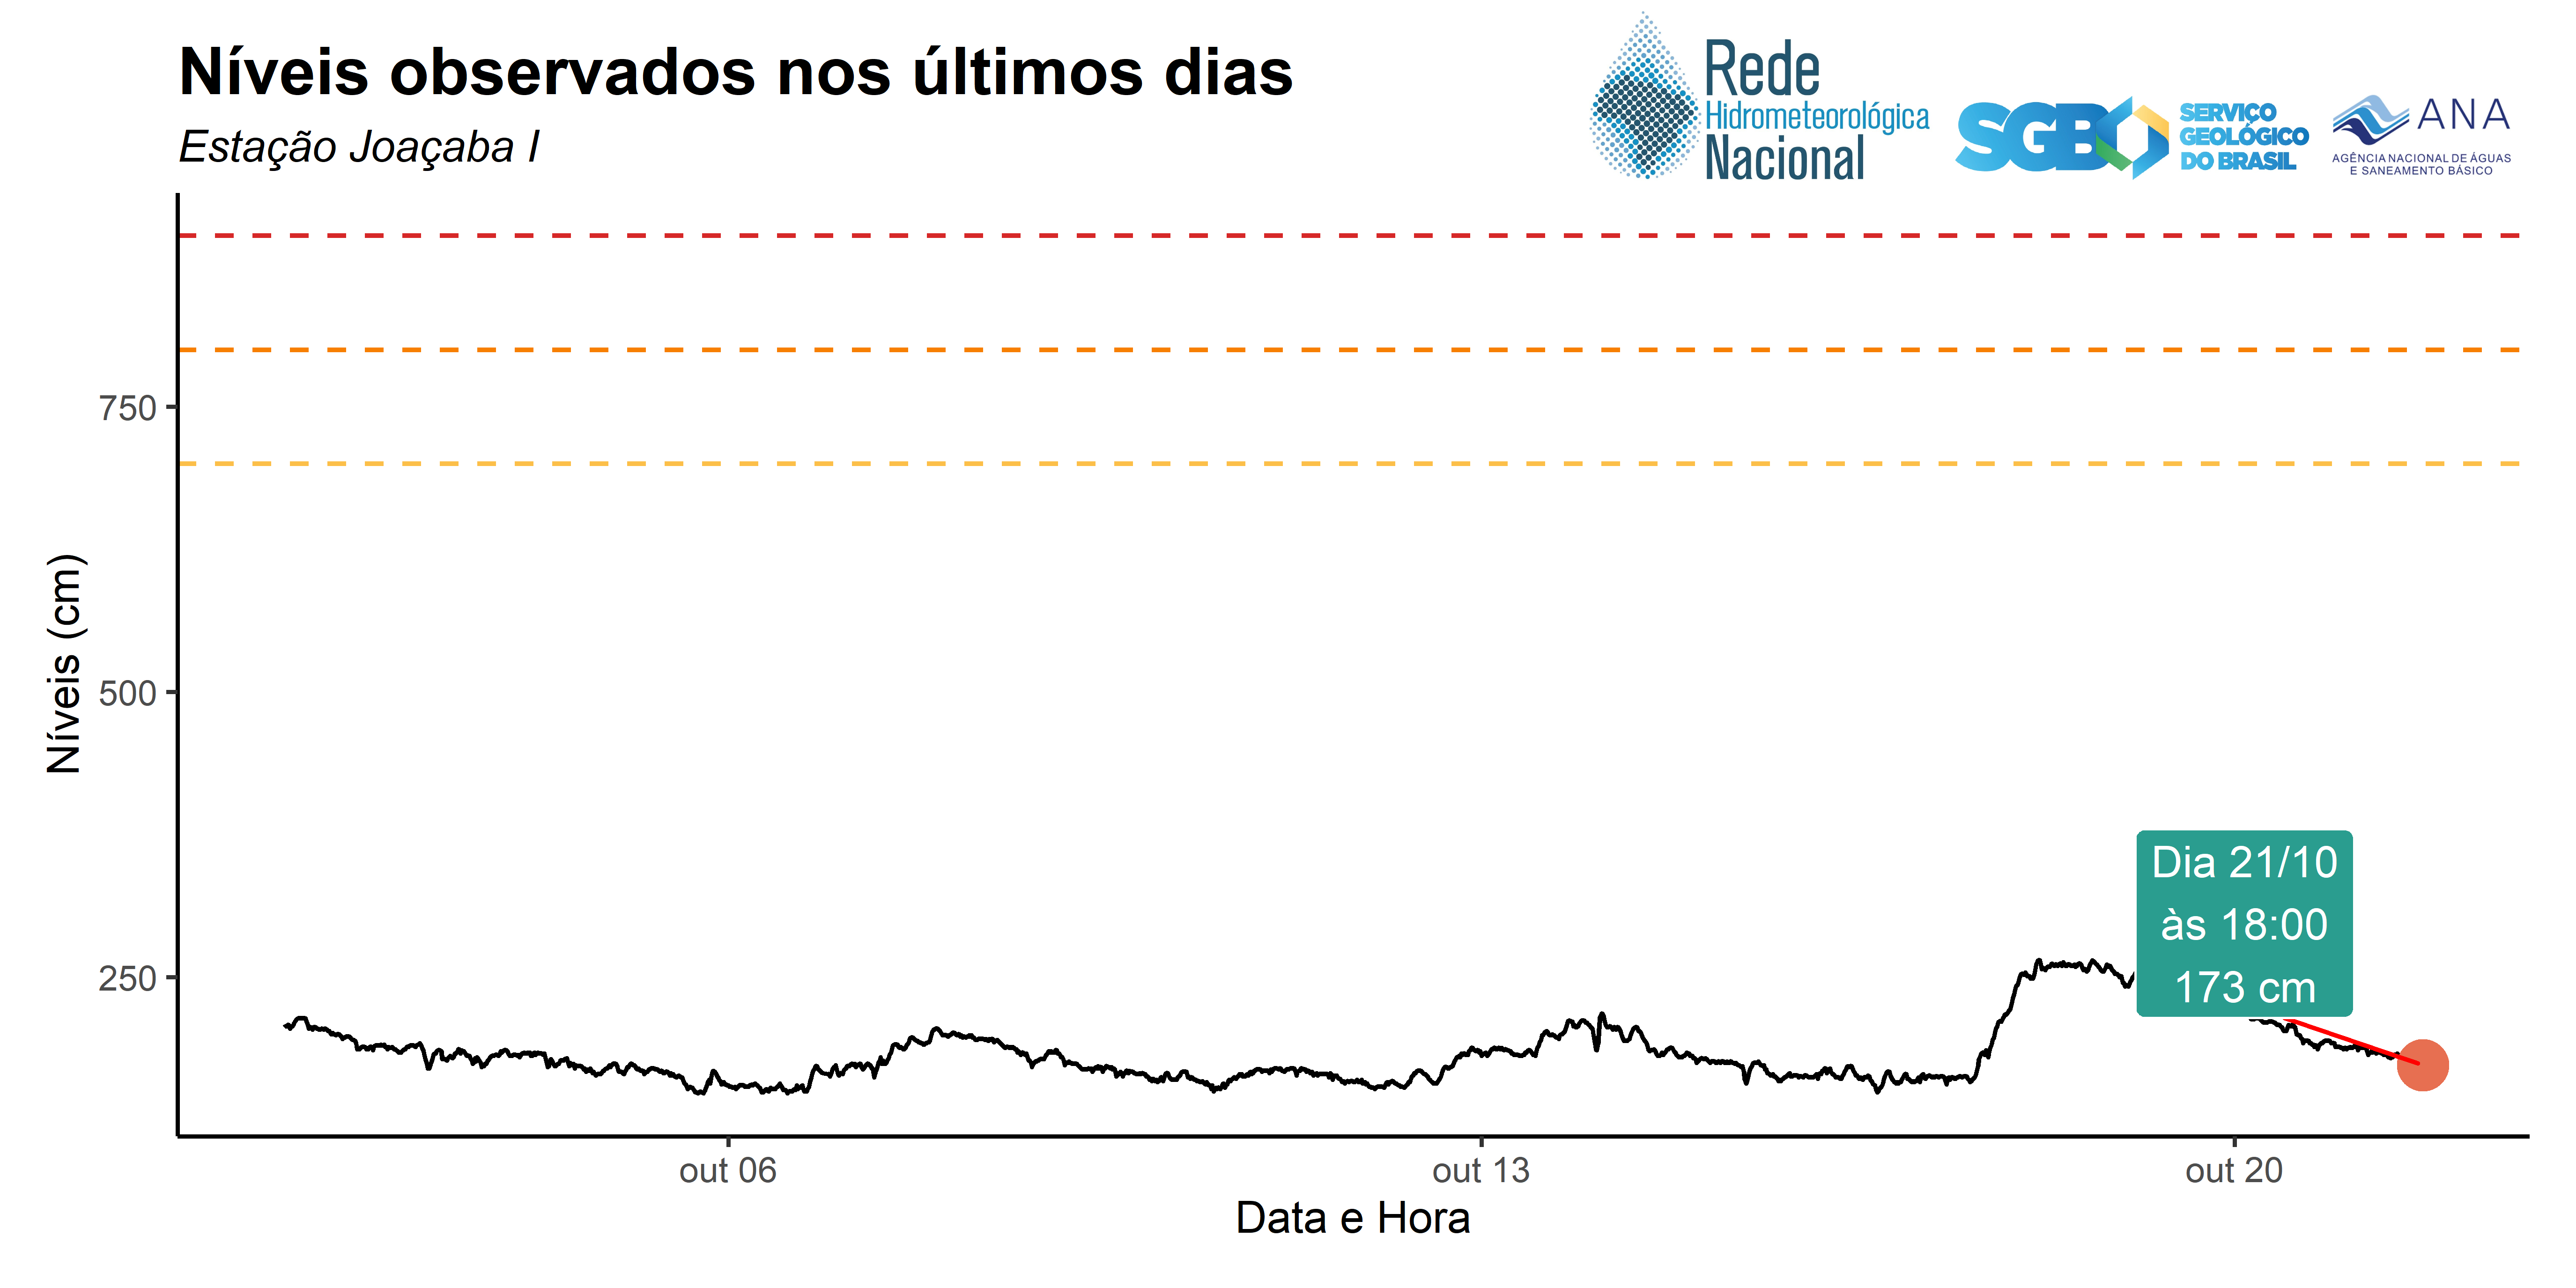 Níveis observados nos últimos dias
Estação Joaçaba I
Rede
Hidrometeorológica
Nacional
SGB
SERVIÇO
GEOLÓGICO
DO BRASIL
ANA
AGÊNCIA NACIONAL DE ÁGUAS
E SANEAMENTO BÁSICO
Níveis (cm)
750
500
250
Dia 21/10
às 18:00
173 cm
out 06
out 13
out 20
Data e Hora